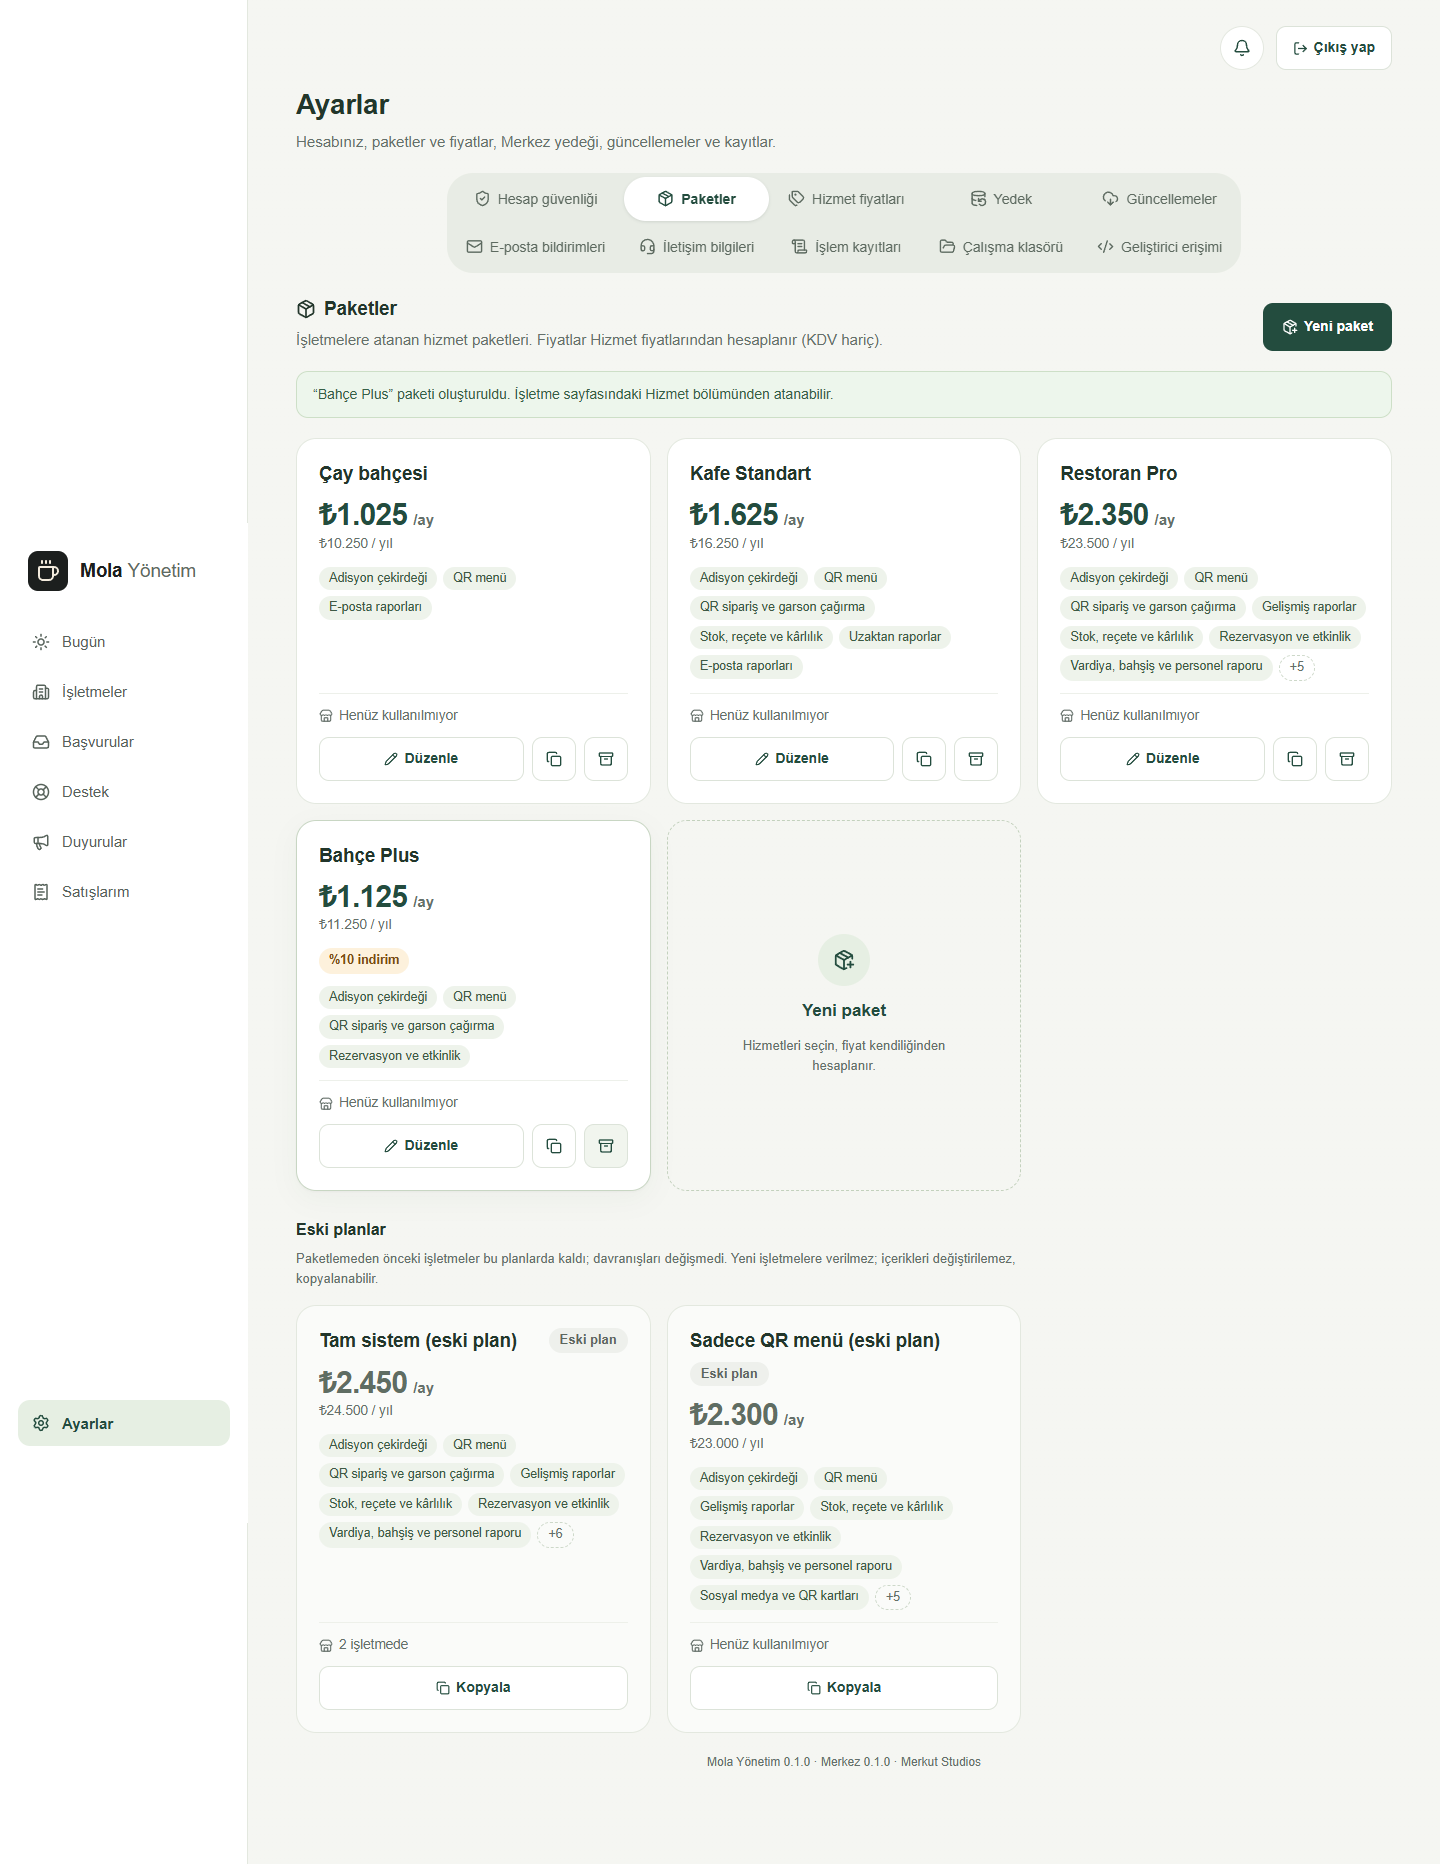 Çıkış yap
Ayarlar
Hesabınız, paketler ve fiyatlar, Merkez yedeği, güncellemeler ve kayıtlar.
Hesap güvenliği Paketler Hizmet fiyatları Yedek Güncellemeler
E-posta bildirimleri İletişim bilgileri İşlem kayıtları Çalışma klasörü Geliştirici erişimi
Paketler
İşletmelere atanan hizmet paketleri. Fiyatlar Hizmet fiyatlarından hesaplanır (KDV hariç).
Yeni paket
“Bahçe Plus” paketi oluşturuldu. İşletme sayfasındaki Hizmet bölümünden atanabilir.
Mola Yönetim
Bugün
İşletmeler
Başvurular
Destek
Duyurular
Satışlarım
Ayarlar
Çay bahçesi
₺1.025 /ay
₺10.250 / yıl
Adisyon çekirdeği QR menü
E-posta raporları
Henüz kullanılmıyor
Düzenle
Kafe Standart
₺1.625 /ay
₺16.250 / yıl
Adisyon çekirdeği QR menü
QR sipariş ve garson çağırma
Stok, reçete ve kârlılık Uzaktan raporlar
E-posta raporları
Henüz kullanılmıyor
Düzenle
Restoran Pro
₺2.350 /ay
₺23.500 / yıl
Adisyon çekirdeği QR menü
QR sipariş ve garson çağırma Gelişmiş raporlar
Stok, reçete ve kârlılık Rezervasyon ve etkinlik
Vardiya, bahşiş ve personel raporu +5
Henüz kullanılmıyor
Düzenle
Bahçe Plus
₺1.125 /ay
₺11.250 / yıl
%10 indirim
Adisyon çekirdeği QR menü
QR sipariş ve garson çağırma
Rezervasyon ve etkinlik
Henüz kullanılmıyor
Düzenle
Yeni paket
Hizmetleri seçin, fiyat kendiliğinden
hesaplanır.
Eski planlar
Paketlemeden önceki işletmeler bu planlarda kaldı; davranışları değişmedi. Yeni işletmelere verilmez; içerikleri değiştirilemez,
kopyalanabilir.
Tam sistem (eski plan) Eski plan
₺2.450 /ay
₺24.500 / yıl
Adisyon çekirdeği QR menü
QR sipariş ve garson çağırma Gelişmiş raporlar
Stok, reçete ve kârlılık Rezervasyon ve etkinlik
Vardiya, bahşiş ve personel raporu +6
2 işletmede
Kopyala
Sadece QR menü (eski plan)
Eski plan
₺2.300 /ay
₺23.000 / yıl
Adisyon çekirdeği QR menü
Gelişmiş raporlar Stok, reçete ve kârlılık
Rezervasyon ve etkinlik
Vardiya, bahşiş ve personel raporu
Sosyal medya ve QR kartları +5
Henüz kullanılmıyor
Kopyala
Mola Yönetim 0.1.0 · Merkez 0.1.0 · Merkut Studios